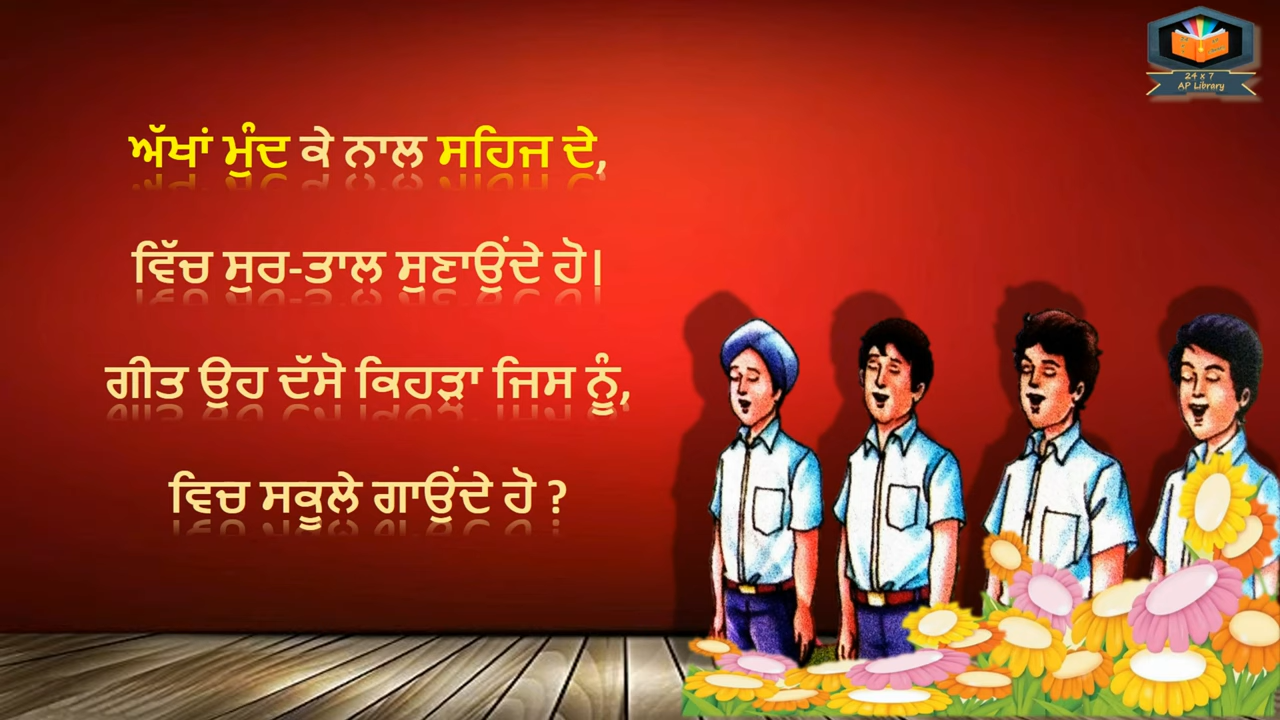 24 x 7
AP Library
ਅੱਖਾਂ ਮੁੰਦ ਕੇ ਨਾਲ ਸਹਿਜ ਦੇ,
ਵਿੱਚ ਸੁਰ-ਤਾਲ ਸੁਣਾਉਂਦੇ ਹੋ|
ਗੀਤ ਉਹ ਦੱਸੋ ਕਿਹੜਾ ਜਿਸ ਨੂੰ,
ਵਿਚ ਸਕੂਲੇ ਗਾਉਂਦੇ ਹੋ ?